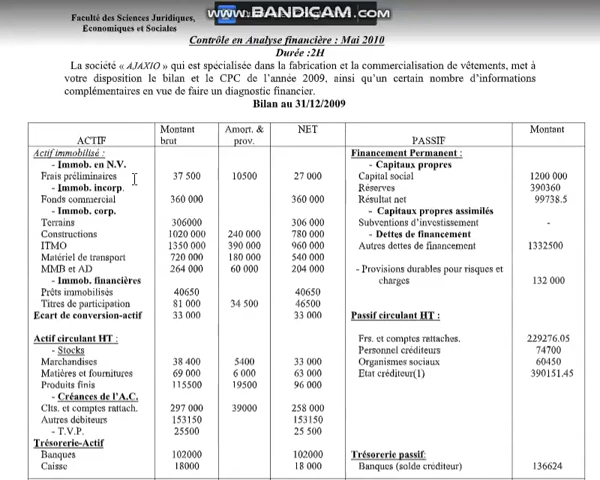 WWW.BANDICAM.COM
Faculté des Sciences Juridiques,
Economiques et Sociales
Contrôle en Analyse financière : Mai 2010
Durée :2H
La société « AJAXIO » qui est spécialisée dans la fabrication et la commercialisation de vêtements, met à
votre disposition le bilan et le CPC de l'année 2009, ainsi qu'un certain nombre d'informations
complémentaires en vue de faire un diagnostic financier.
Bilan au 31/12/2009
ACTIF Montant brut Amort. & prov. NET PASSIF Montant
Actif immobilisé : Financement Permanent :
- Immob. en N.V. - Capitaux propres
Frais préliminaires 37 500 10500 27 000 Capital social 1200 000
- Immob. incorp. Réserves 390360
Fonds commercial 360 000 360 000 Résultat net 99738.5
- Immob. corp. - Capitaux propres assimilés
Terrains 306000 306 000 Subventions d'investissement -
Constructions 1020 000 240 000 780 000 - Dettes de financement
ITMO 1350 000 390 000 960 000 Autres dettes de financement 1332500
Matériel de transport 720 000 180 000 540 000
MMB et AD 264 000 60 000 204 000 - Provisions durables pour risques et
- Immob. financières charges 132 000
Prêts immobilisés 40650 40650
Titres de participation 81 000 34 500 46500
Ecart de conversion-actif 33 000 33 000 Passif circulant HT :
Actif circulant HT : Frs. et comptes rattaches. 229276.05
- Stocks Personnel créditeurs 74700
Marchandises 38 400 5400 33 000 Organismes sociaux 60450
Matières et fournitures 69 000 6 000 63 000 Etat créditeur(1) 390151.45
Produits finis 115500 19500 96 000
- Créances de l'A.C.
Clts. et comptes rattach. 297 000 39000 258 000
Autres débiteurs 153150 153150
- T.V.P. 25500 25 500
Trésorerie-Actif
Banques 102000 102000 Trésorerie passif:
Caisse 18000 18 000 Banques (solde créditeur) 136624